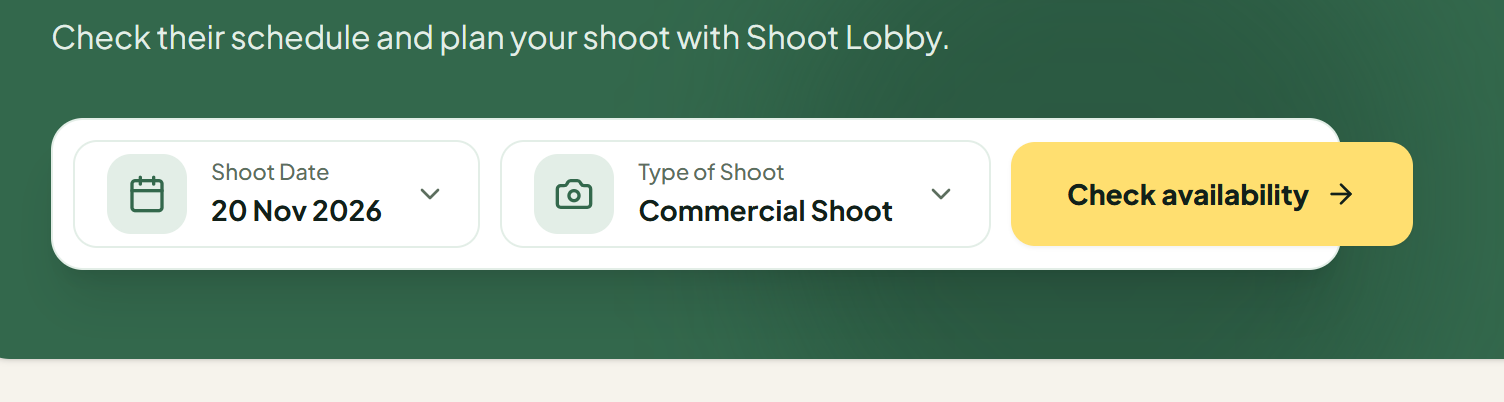 Check their schedule and plan your shoot with Shoot Lobby.
Shoot Date
20 Nov 2026
Type of Shoot
Commercial Shoot
Check availability